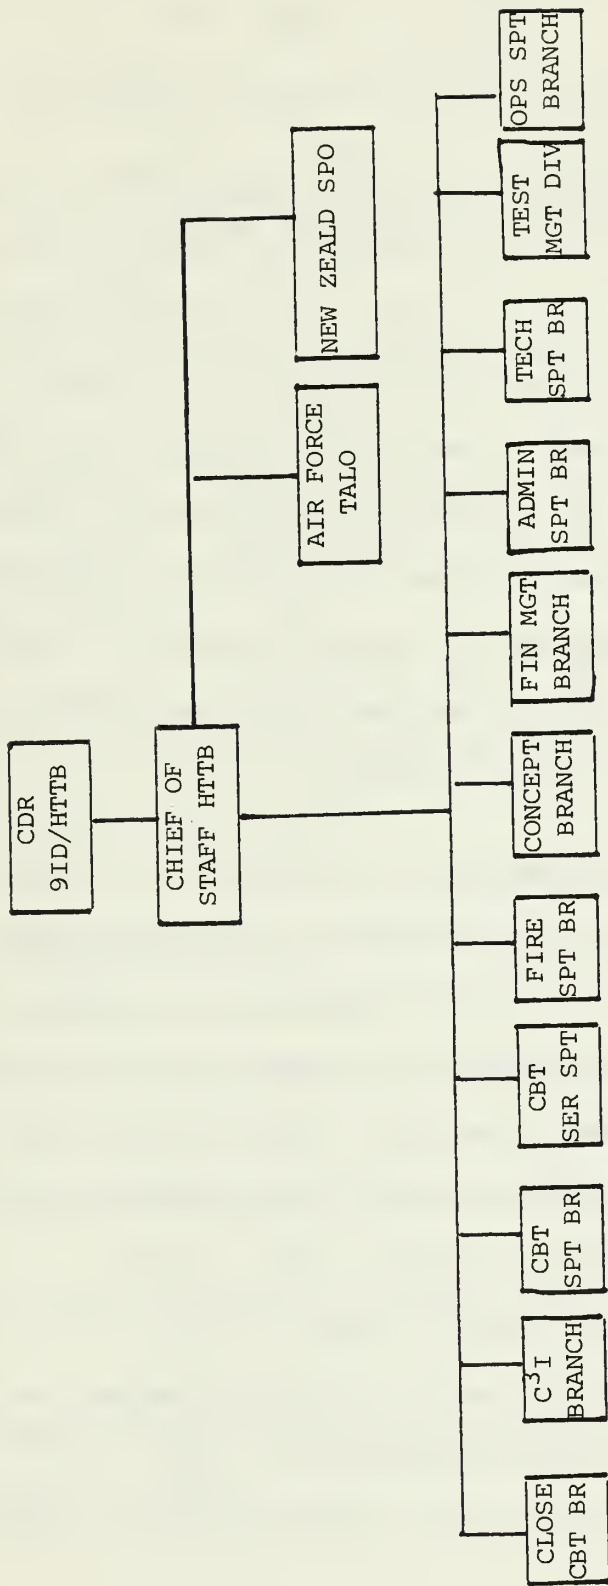 CDR
9ID/HTTB
CHIEF OF
STAFF HTTB
AIR FORCE
TALO
NEW ZEALD SPO
CLOSE
CBT BR
C³I
BRANCH
CBT
SPT BR
CBT
SER SPT
FIRE
SPT BR
CONCEPT
BRANCH
FIN MGT
BRANCH
ADMIN
SPT BR
TECH
SPT BR
TEST
MGT DIV
OPS SPT
BRANCH